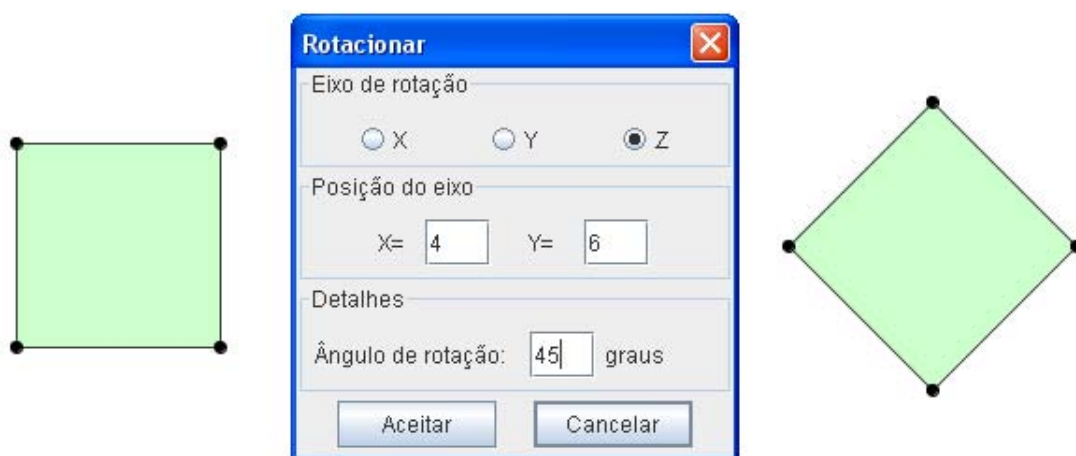 Rotacionar
Eixo de rotação
X Y Z
Posição do eixo
X= 4 Y= 6
Detalhes
Ângulo de rotação: 45 graus
Aceitar Cancelar